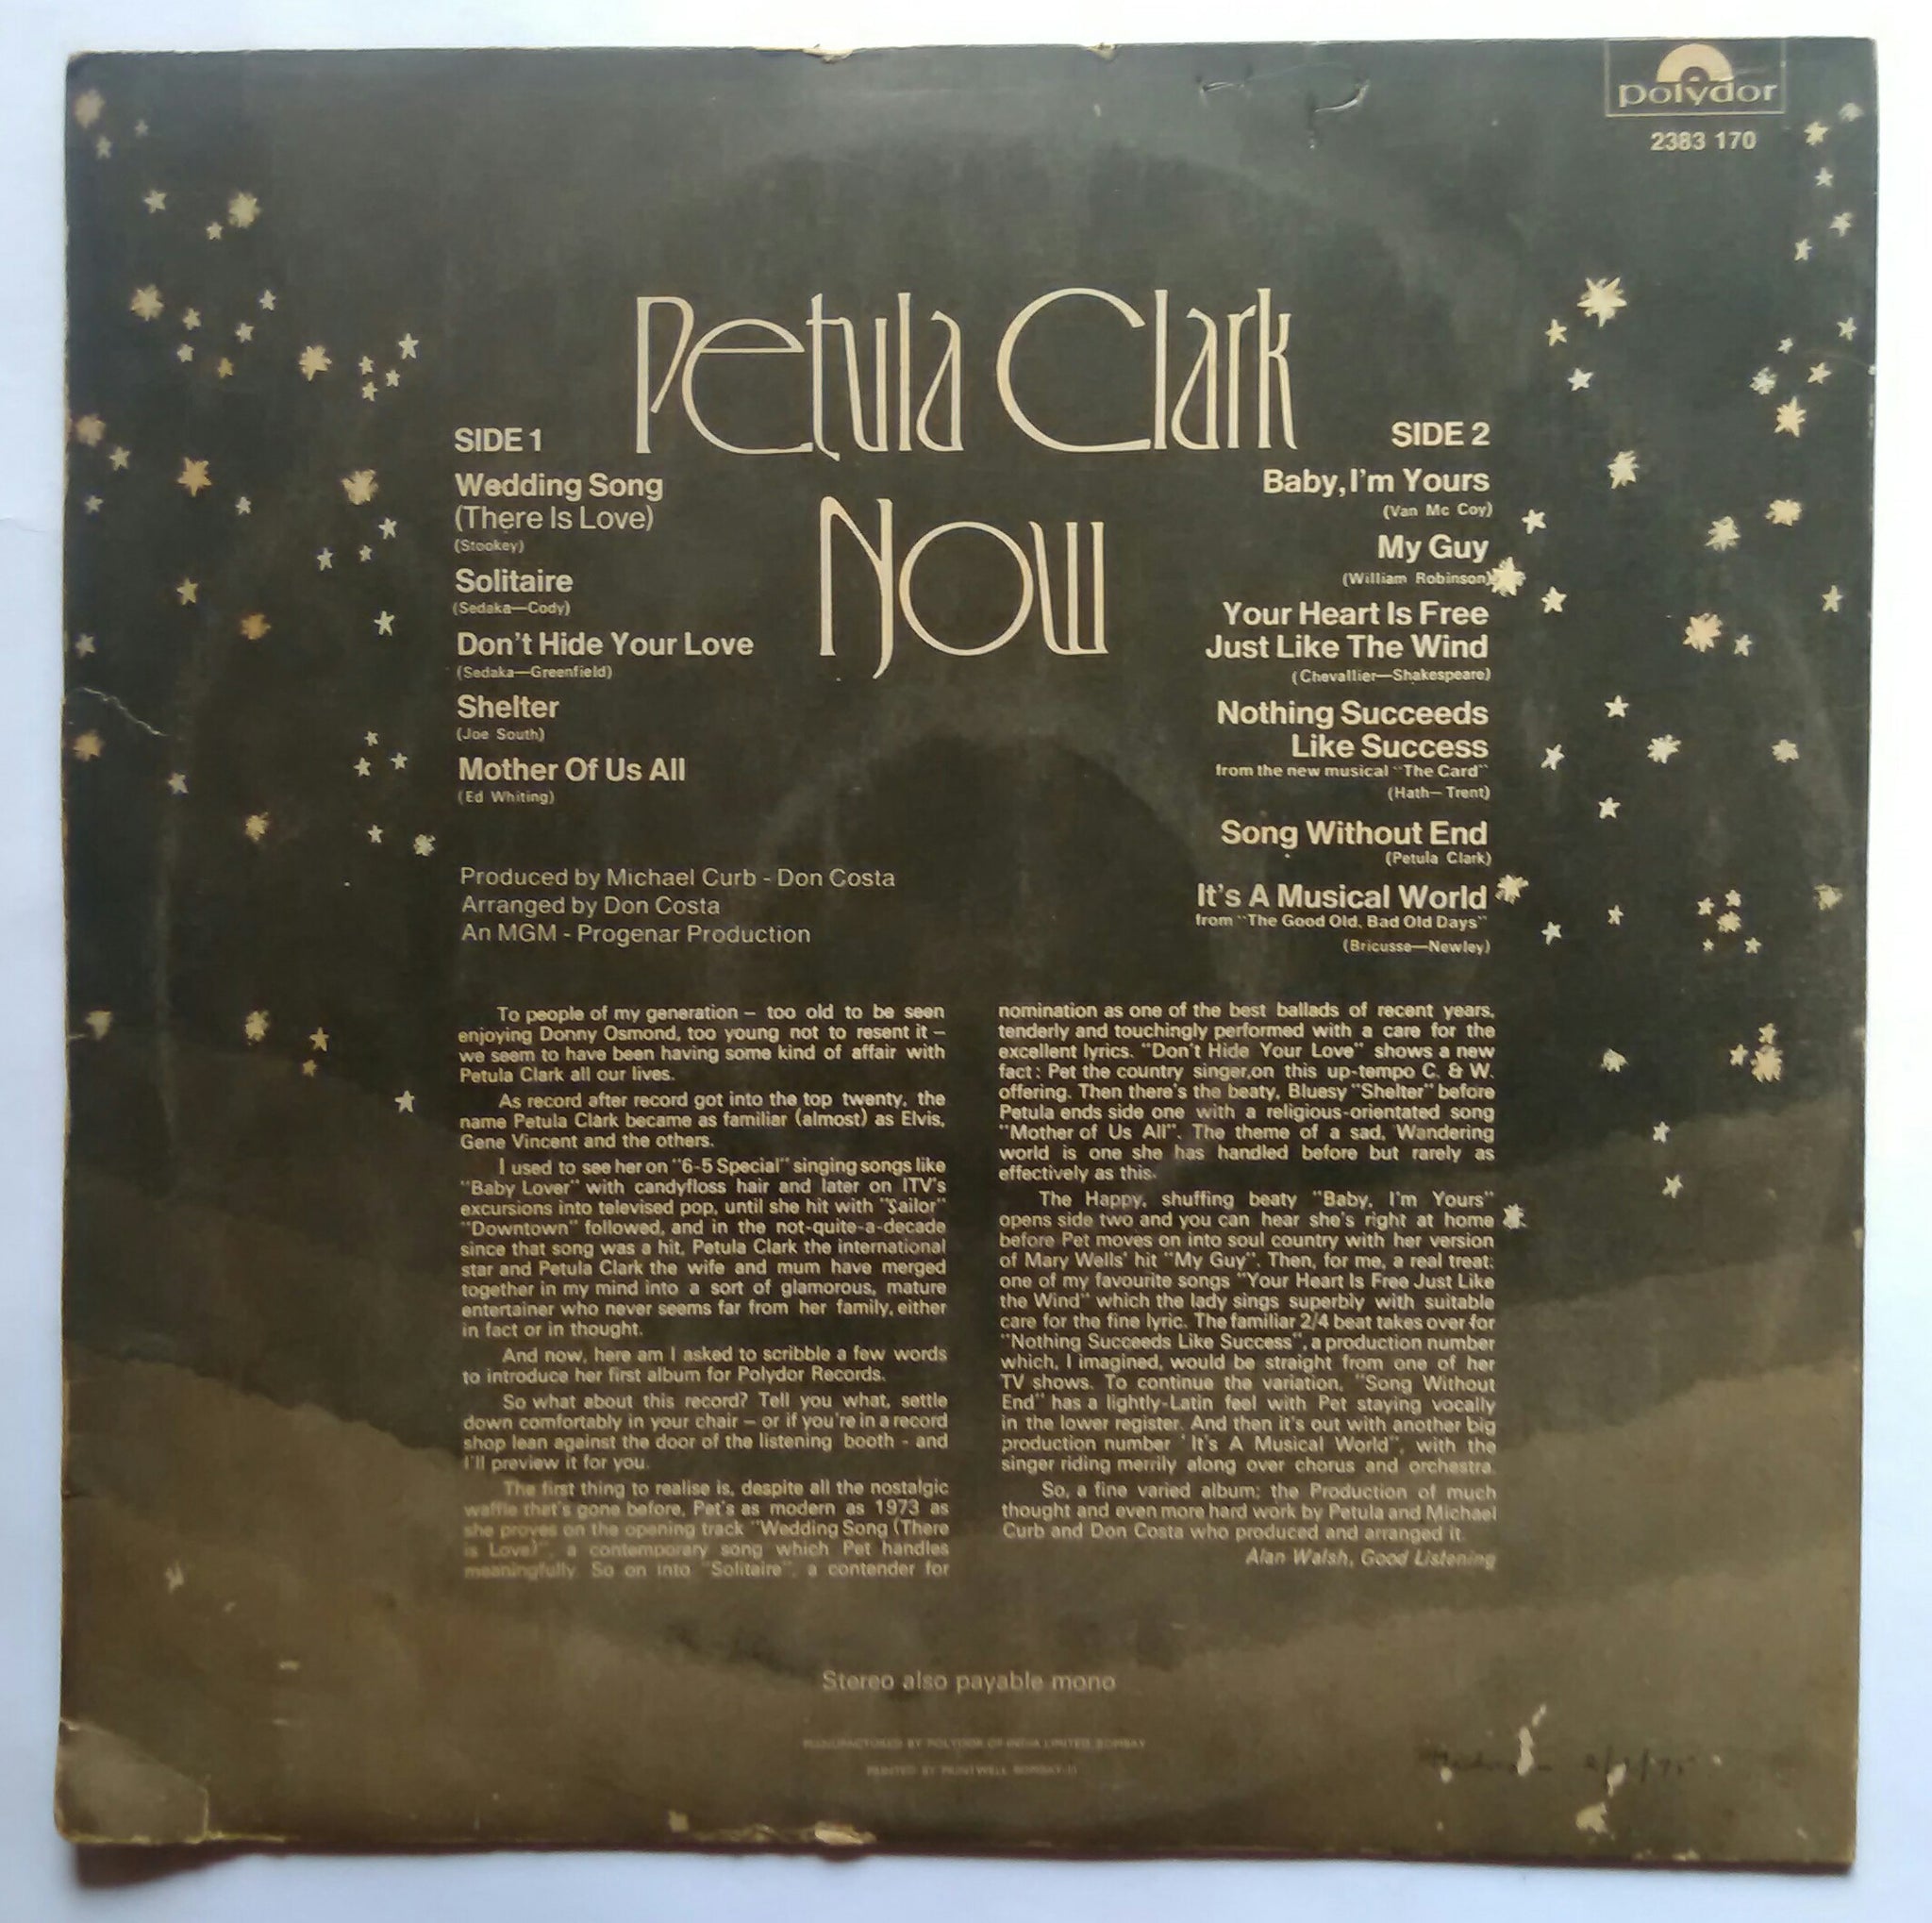 polydor
2383 170
Petula Clark
Now
SIDE 1
Wedding Song
(There Is Love)
(Stookey)
Solitaire
(Sedaka—Cody)
Don't Hide Your Love
(Sedaka—Greenfield)
Shelter
(Joe South)
Mother Of Us All
(Ed Whiting)
Produced by Michael Curb - Don Costa
Arranged by Don Costa
An MGM - Progenar Production
SIDE 2
Baby, I'm Yours
(Van Mc Coy)
My Guy
(William Robinson)
Your Heart Is Free
Just Like The Wind
(Chevallier—Shakespeare)
Nothing Succeeds
Like Success
from the new musical "The Card"
(Hath—Trent)
Song Without End
(Petula Clark)
It's A Musical World
from "The Good Old, Bad Old Days"
(Bricusse—Newley)
To people of my generation – too old to be seen
enjoying Donny Osmond, too young not to resent it –
we seem to have been having some kind of affair with
Petula Clark all our lives.
As record after record got into the top twenty, the
name Petula Clark became as familiar (almost) as Elvis,
Gene Vincent and the others.
I used to see her on "6-5 Special" singing songs like
"Baby Lover" with candyfloss hair and later on ITV's
excursions into televised pop, until she hit with "Sailor"
"Downtown" followed, and in the not-quite-a-decade
since that song was a hit, Petula Clark the international
star and Petula Clark the wife and mum have merged
together in my mind into a sort of glamorous, mature
entertainer who never seems far from her family, either
in fact or in thought.
And now, here am I asked to scribble a few words
to introduce her first album for Polydor Records.
So what about this record? Tell you what, settle
down comfortably in your chair – or if you're in a record
shop lean against the door of the listening booth - and
I'll preview it for you.
The first thing to realise is, despite all the nostalgic
waffle that's gone before, Pet's as modern as 1973 as
she proves on the opening track "Wedding Song (There
is Love)", a contemporary song which Pet handles
meaningfully. So on into "Solitaire", a contender for
nomination as one of the best ballads of recent years,
tenderly and touchingly performed with a care for the
excellent lyrics. "Don't Hide Your Love" shows a new
fact: Pet the country singer,on this up-tempo C. & W.
offering. Then there's the beaty, Bluesy "Shelter" before
Petula ends side one with a religious-orientated song
"Mother of Us All". The theme of a sad, Wandering
world is one she has handled before but rarely as
effectively as this.
The Happy, shuffing beaty "Baby, I'm Yours"
opens side two and you can hear she's right at home
before Pet moves on into soul country with her version
of Mary Wells' hit "My Guy". Then, for me, a real treat:
one of my favourite songs "Your Heart Is Free Just Like
the Wind" which the lady sings superbly with suitable
care for the fine lyric. The familiar 2/4 beat takes over for
"Nothing Succeeds Like Success", a production number
which, I imagined, would be straight from one of her
TV shows. To continue the variation, "Song Without
End" has a lightly-Latin feel with Pet staying vocally
in the lower register. And then it's out with another big
production number 'It's A Musical World", with the
singer riding merrily along over chorus and orchestra.
So, a fine varied album; the Production of much
thought and even more hard work by Petula and Michael
Curb and Don Costa who produced and arranged it.
Alan Walsh, Good Listening
Stereo also payable mono
MANUFACTURED BY POLYDOR OF INDIA LIMITED, BOMBAY
PRINTED BY PRINTWELL BOMBAY-11